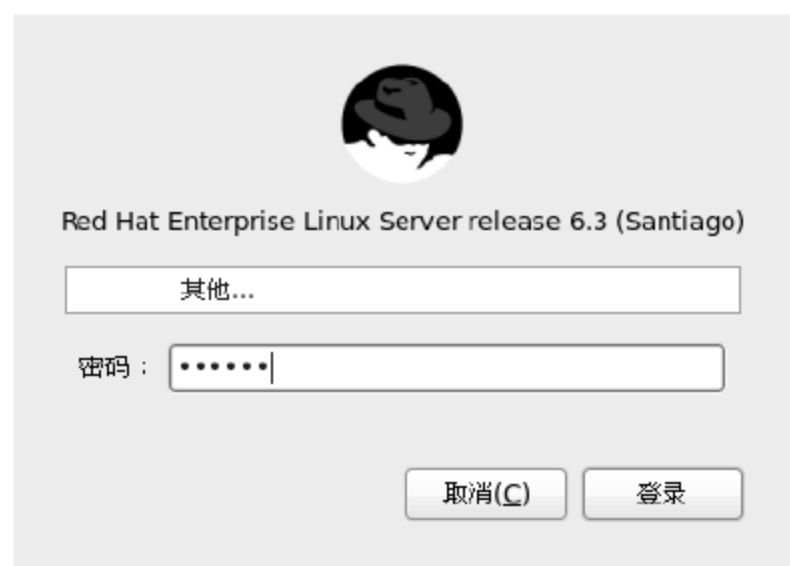 Red Hat Enterprise Linux Server release 6.3 (Santiago)
其他...
密码：••••••
取消(C) 登录